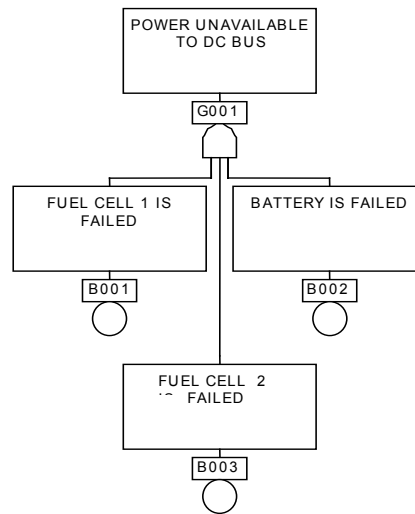 POWER UNAVAILABLE
TO DC BUS
G001
FUEL CELL 1 IS
FAILED
BATTERY IS FAILED
B001
B002
FUEL CELL 2
FAILED
B003